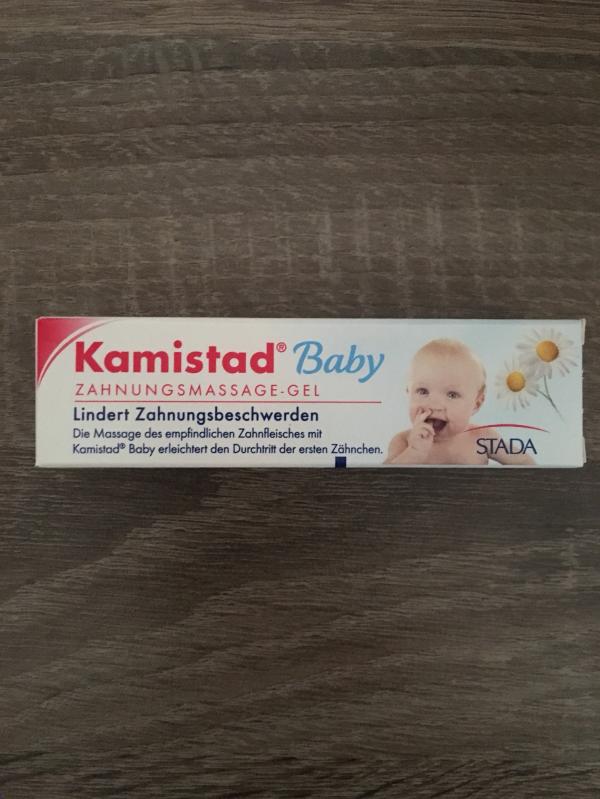 Kamistad® Baby
ZAHNUNGSMASSAGE-GEL
Lindert Zahnungsbeschwerden
Die Massage des empfindlichen Zahnfleisches mit
Kamistad® Baby erleichtert den Durchtritt der ersten Zähnchen.
STADA